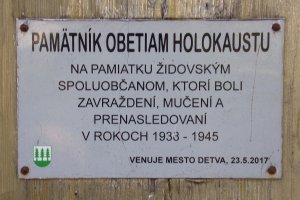 PAMÄTNÍK OBETIAM HOLOKAUSTU
NA PAMIATKU ŽIDOVSKÝM
SPOLUOBČANOM, KTORÍ BOLI
ZAVRAŽDENÍ, MUČENÍ A
PRENASLEDOVANÍ
V ROKOCH 1938 - 1945
VENUJE MESTO DETVA, 23.5.2017